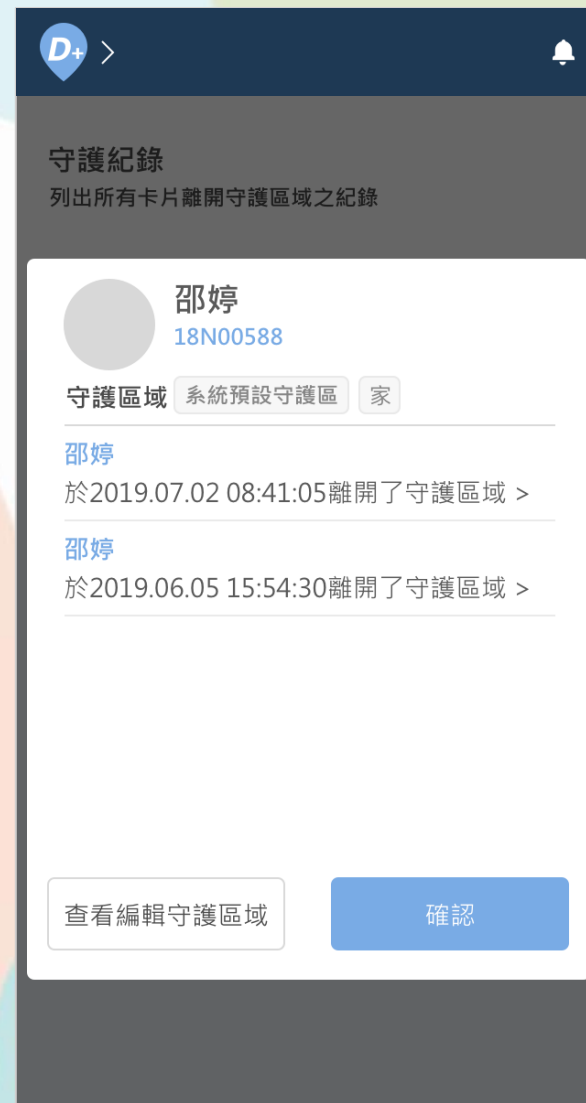 D+ >
守護紀錄
列出所有卡片離開守護區域之紀錄
邵婷
18N00588
守護區域 系統預設守護區 家
邵婷
於2019.07.02 08:41:05離開了守護區域 >
邵婷
於2019.06.05 15:54:30離開了守護區域 >
查看編輯守護區域 確認